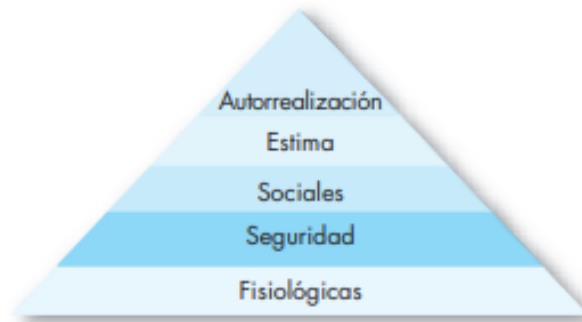 Autorrealización
Estima
Sociales
Seguridad
Fisiológicas